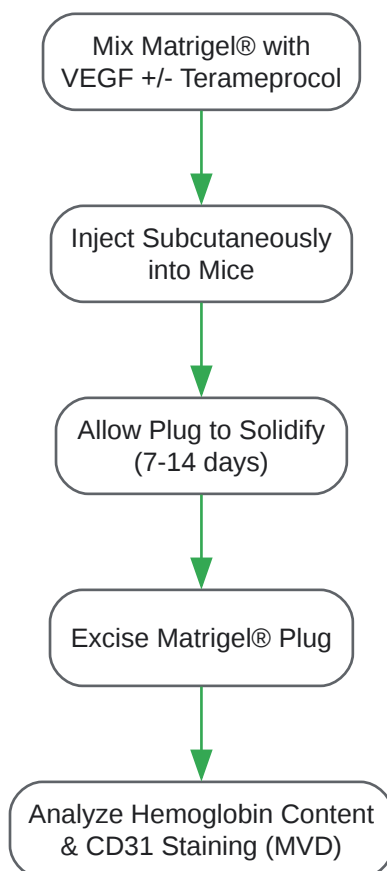 Mix Matrigel® with
VEGF +/- Terameprocol
Inject Subcutaneously
into Mice
Allow Plug to Solidify
(7-14 days)
Excise Matrigel® Plug
Analyze Hemoglobin Content
& CD31 Staining (MVD)